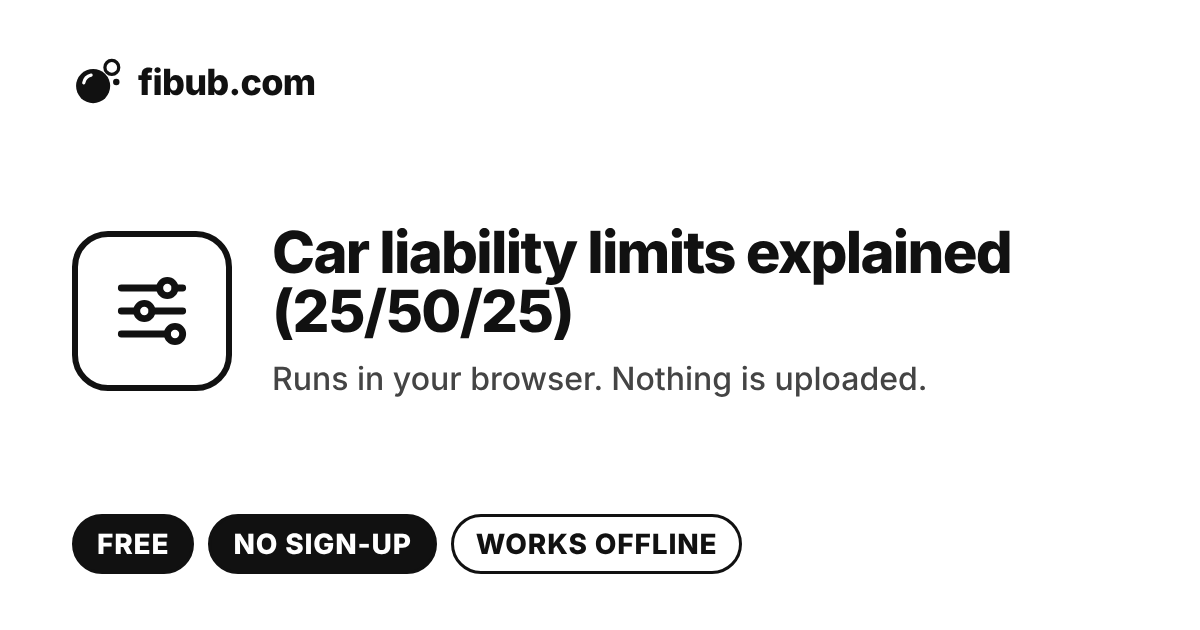 fibub.com
Car liability limits explained
(25/50/25)
Runs in your browser. Nothing is uploaded.
FREE
NO SIGN-UP
WORKS OFFLINE